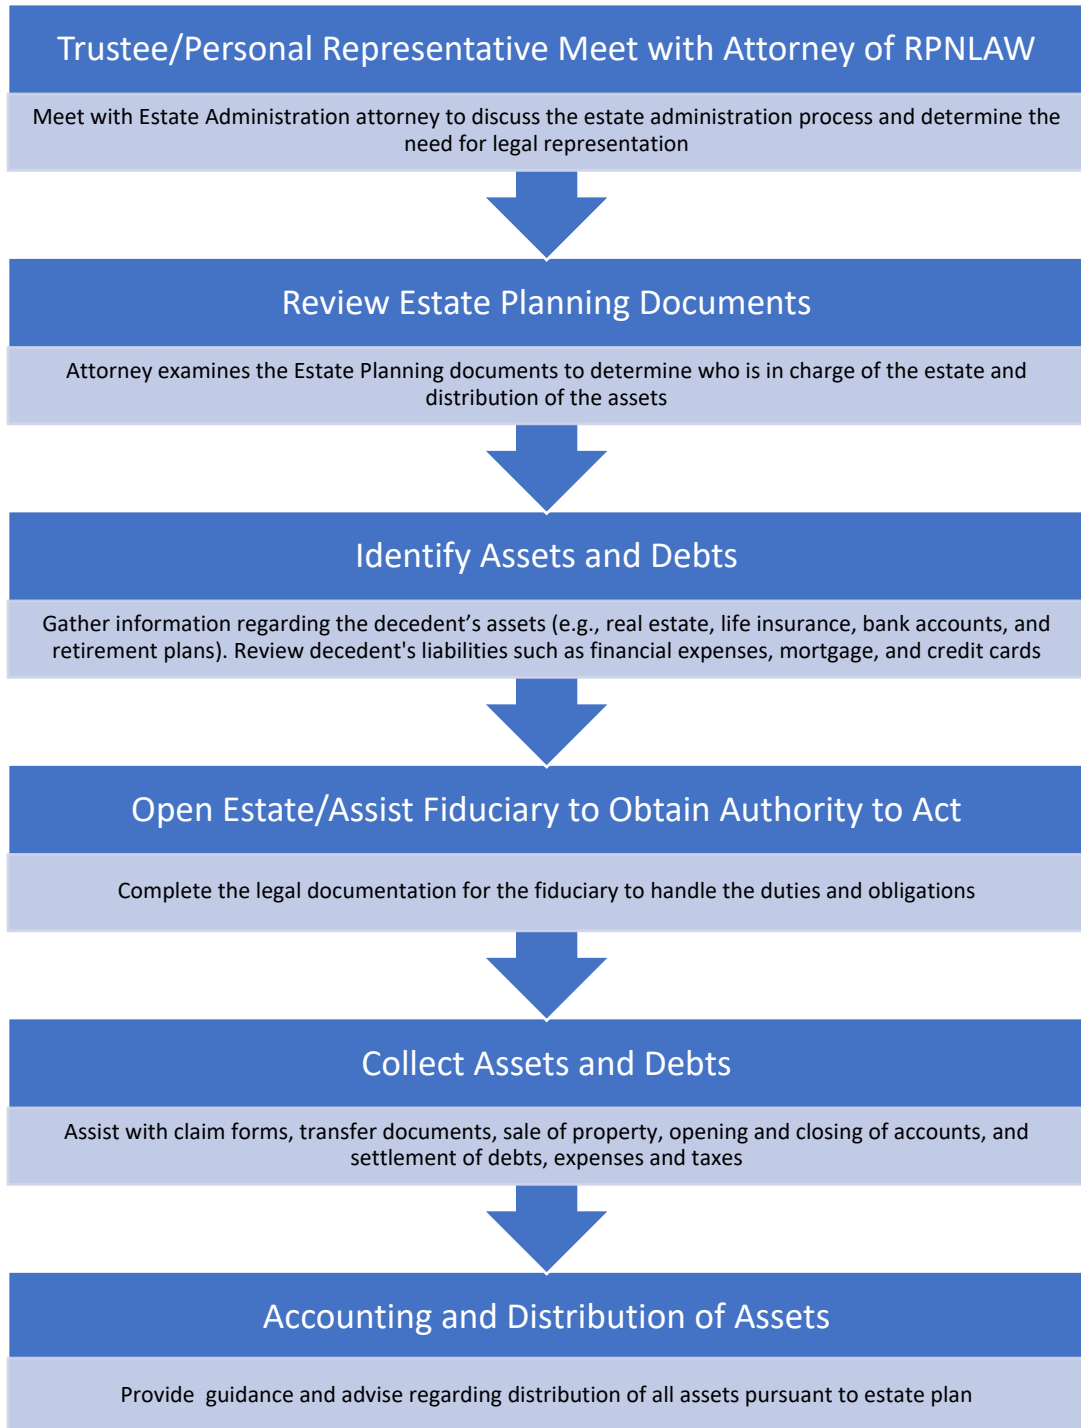 Trustee/Personal Representative Meet with Attorney of RPNLAW
Meet with Estate Administration attorney to discuss the estate administration process and determine the
need for legal representation
Review Estate Planning Documents
Attorney examines the Estate Planning documents to determine who is in charge of the estate and
distribution of the assets
Identify Assets and Debts
Gather information regarding the decedent’s assets (e.g., real estate, life insurance, bank accounts, and
retirement plans). Review decedent's liabilities such as financial expenses, mortgage, and credit cards
Open Estate/Assist Fiduciary to Obtain Authority to Act
Complete the legal documentation for the fiduciary to handle the duties and obligations
Collect Assets and Debts
Assist with claim forms, transfer documents, sale of property, opening and closing of accounts, and
settlement of debts, expenses and taxes
Accounting and Distribution of Assets
Provide  guidance and advise regarding distribution of all assets pursuant to estate plan